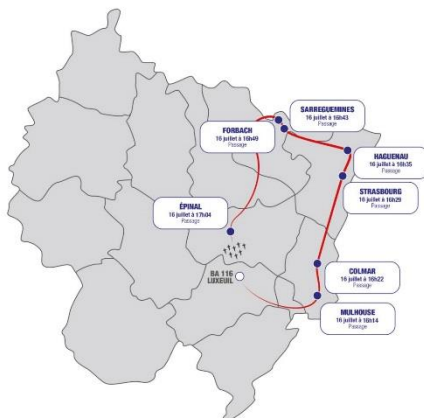 SARREGUEMINES
16 juillet à 16h43
Passage
FORBACH
16 juillet à 16h49
Passage
HAGUENAU
16 juillet à 16h35
Passage
STRASBOURG
16 juillet à 16h29
Passage
ÉPINAL
16 juillet à 17h04
Passage
BA 116
LUXEUIL
COLMAR
16 juillet à 16h22
Passage
MULHOUSE
16 juillet à 16h14
Passage